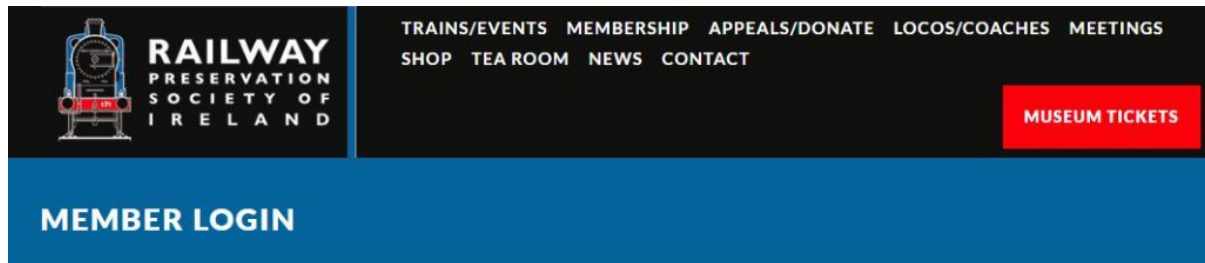 RAILWAY
PRESERVATION
SOCIETY OF
IRELAND
TRAINS/EVENTS MEMBERSHIP APPEALS/DONATE LOCOS/COACHES MEETINGS
SHOP TEA ROOM NEWS CONTACT
MUSEUM TICKETS
MEMBER LOGIN